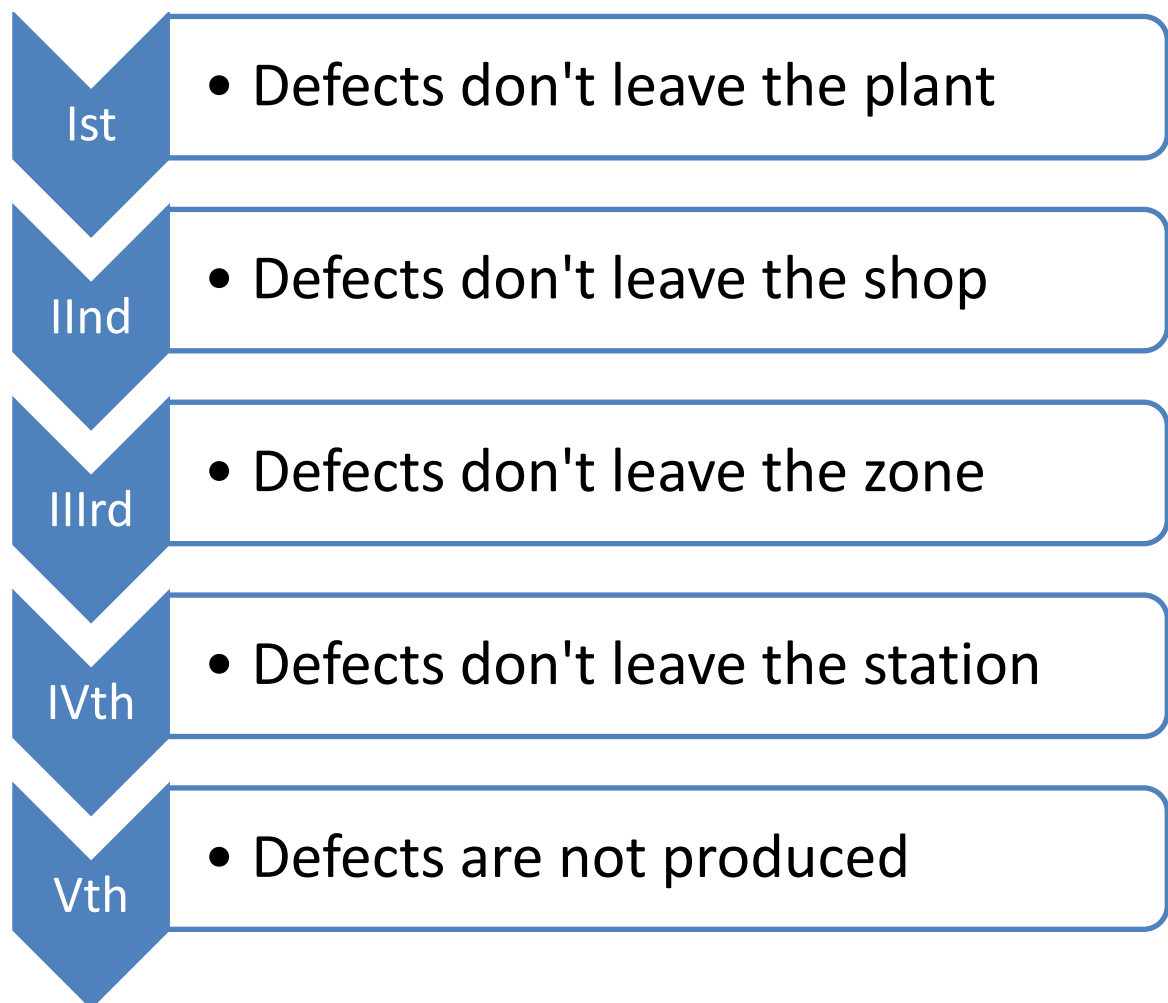 Ist
• Defects don't leave the plant
IInd
• Defects don't leave the shop
IIIrd
• Defects don't leave the zone
IVth
• Defects don't leave the station
Vth
• Defects are not produced